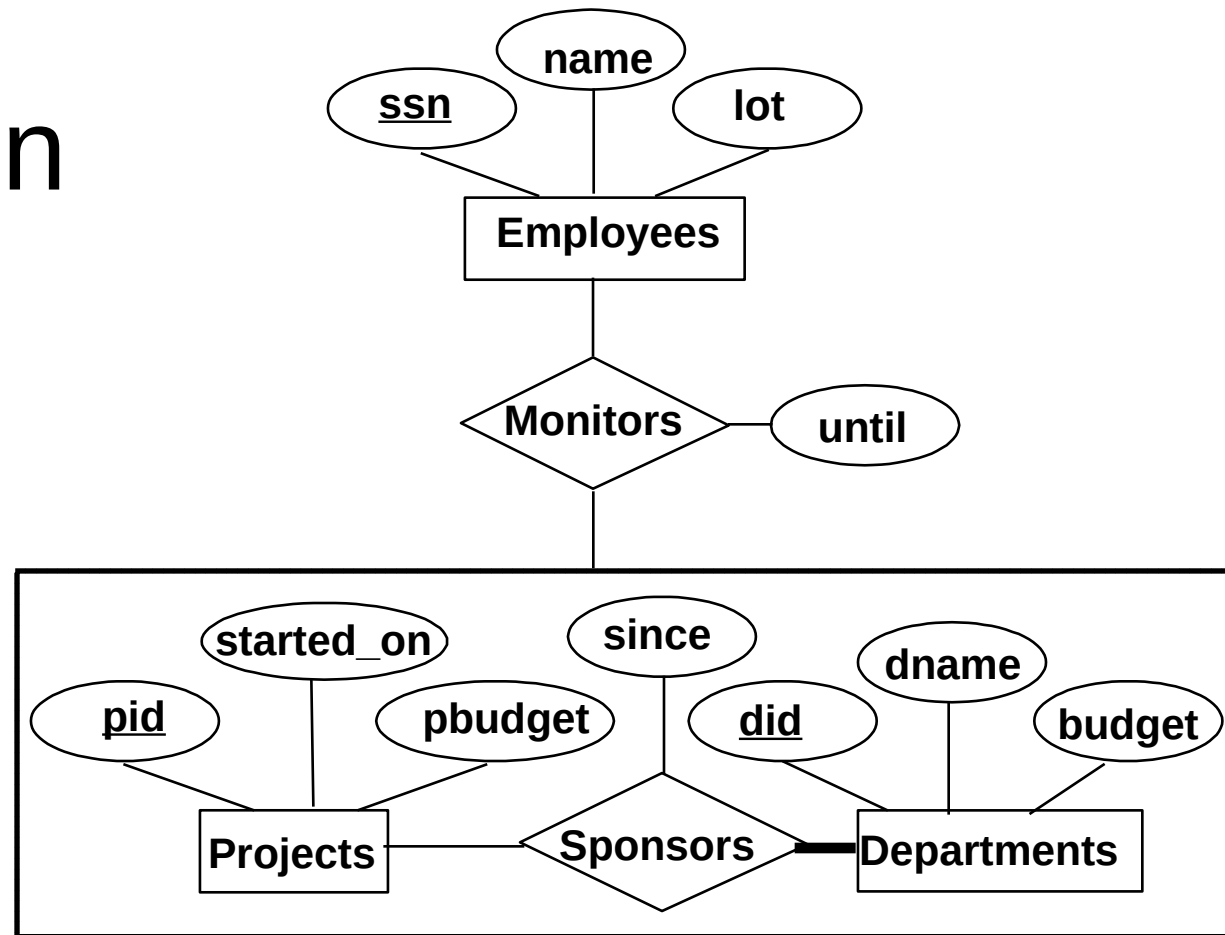 n
name
ssn
lot
Employees
Monitors
until
started_on
since
dname
pid
pbudget
did
budget
Projects
Sponsors
Departments